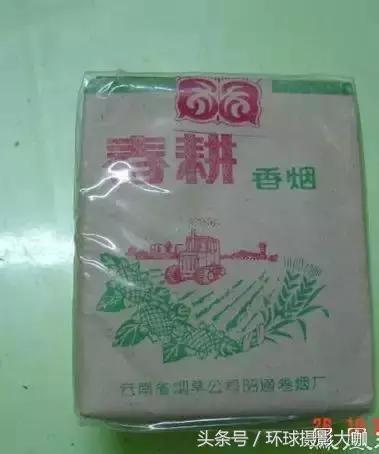 春耕
香烟
云南省烟草公司昭通卷烟厂
头条号/环球摄影大咖